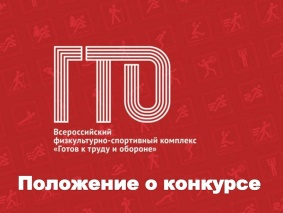 ГТО
Всероссийский
физкультурно-спортивный комплекс
«Готов к труду и обороне»
Положение о конкурсе